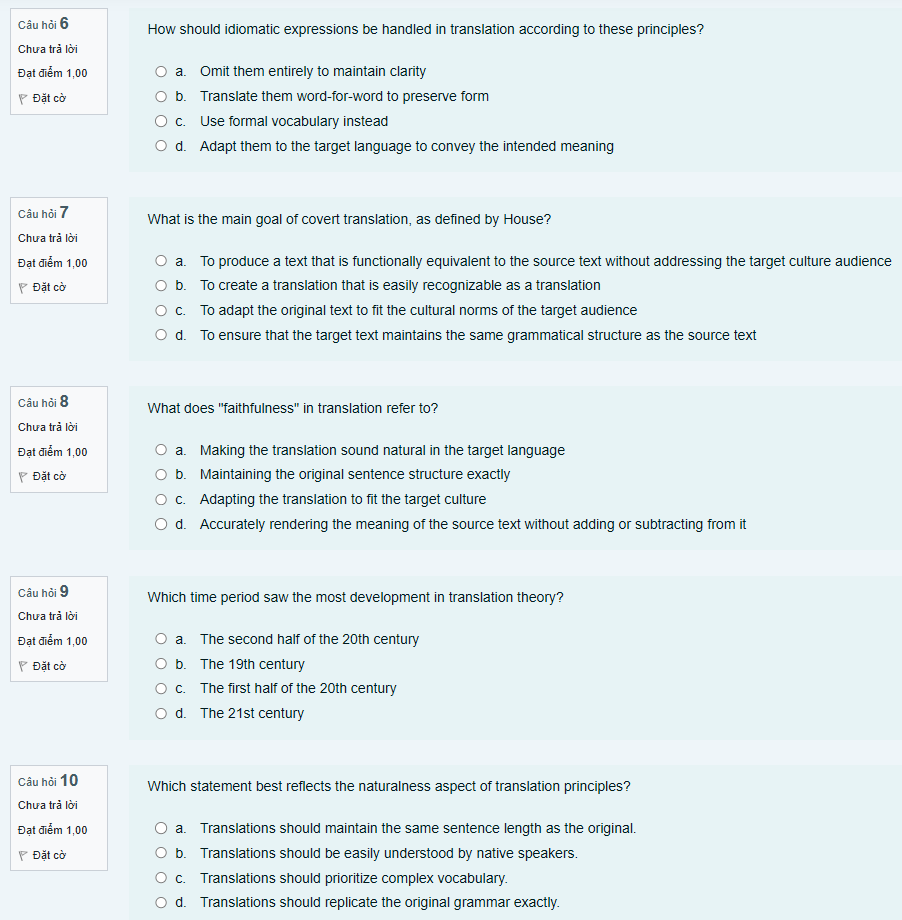 Câu hỏi 6
Chưa trả lời
Đạt điểm 1,00
Đặt cờ
How should idiomatic expressions be handled in translation according to these principles?
a. Omit them entirely to maintain clarity
b. Translate them word-for-word to preserve form
c. Use formal vocabulary instead
d. Adapt them to the target language to convey the intended meaning
Câu hỏi 7
Chưa trả lời
Đạt điểm 1,00
Đặt cờ
What is the main goal of covert translation, as defined by House?
a. To produce a text that is functionally equivalent to the source text without addressing the target culture audience
b. To create a translation that is easily recognizable as a translation
c. To adapt the original text to fit the cultural norms of the target audience
d. To ensure that the target text maintains the same grammatical structure as the source text
Câu hỏi 8
Chưa trả lời
Đạt điểm 1,00
Đặt cờ
What does "faithfulness" in translation refer to?
a. Making the translation sound natural in the target language
b. Maintaining the original sentence structure exactly
c. Adapting the translation to fit the target culture
d. Accurately rendering the meaning of the source text without adding or subtracting from it
Câu hỏi 9
Chưa trả lời
Đạt điểm 1,00
Đặt cờ
Which time period saw the most development in translation theory?
a. The second half of the 20th century
b. The 19th century
c. The first half of the 20th century
d. The 21st century
Câu hỏi 10
Chưa trả lời
Đạt điểm 1,00
Đặt cờ
Which statement best reflects the naturalness aspect of translation principles?
a. Translations should maintain the same sentence length as the original.
b. Translations should be easily understood by native speakers.
c. Translations should prioritize complex vocabulary.
d. Translations should replicate the original grammar exactly.